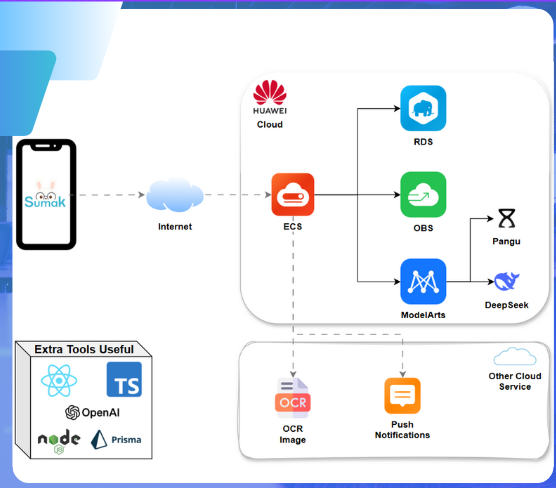 HUAWEI
Cloud
RDS
Sumak
Internet
ECS
OBS
Pangu
ModelArts
DeepSeek
Extra Tools Useful
TS
OpenAI
node
JS
Prisma
Other Cloud
Service
OCR
OCR
Image
Push
Notifications